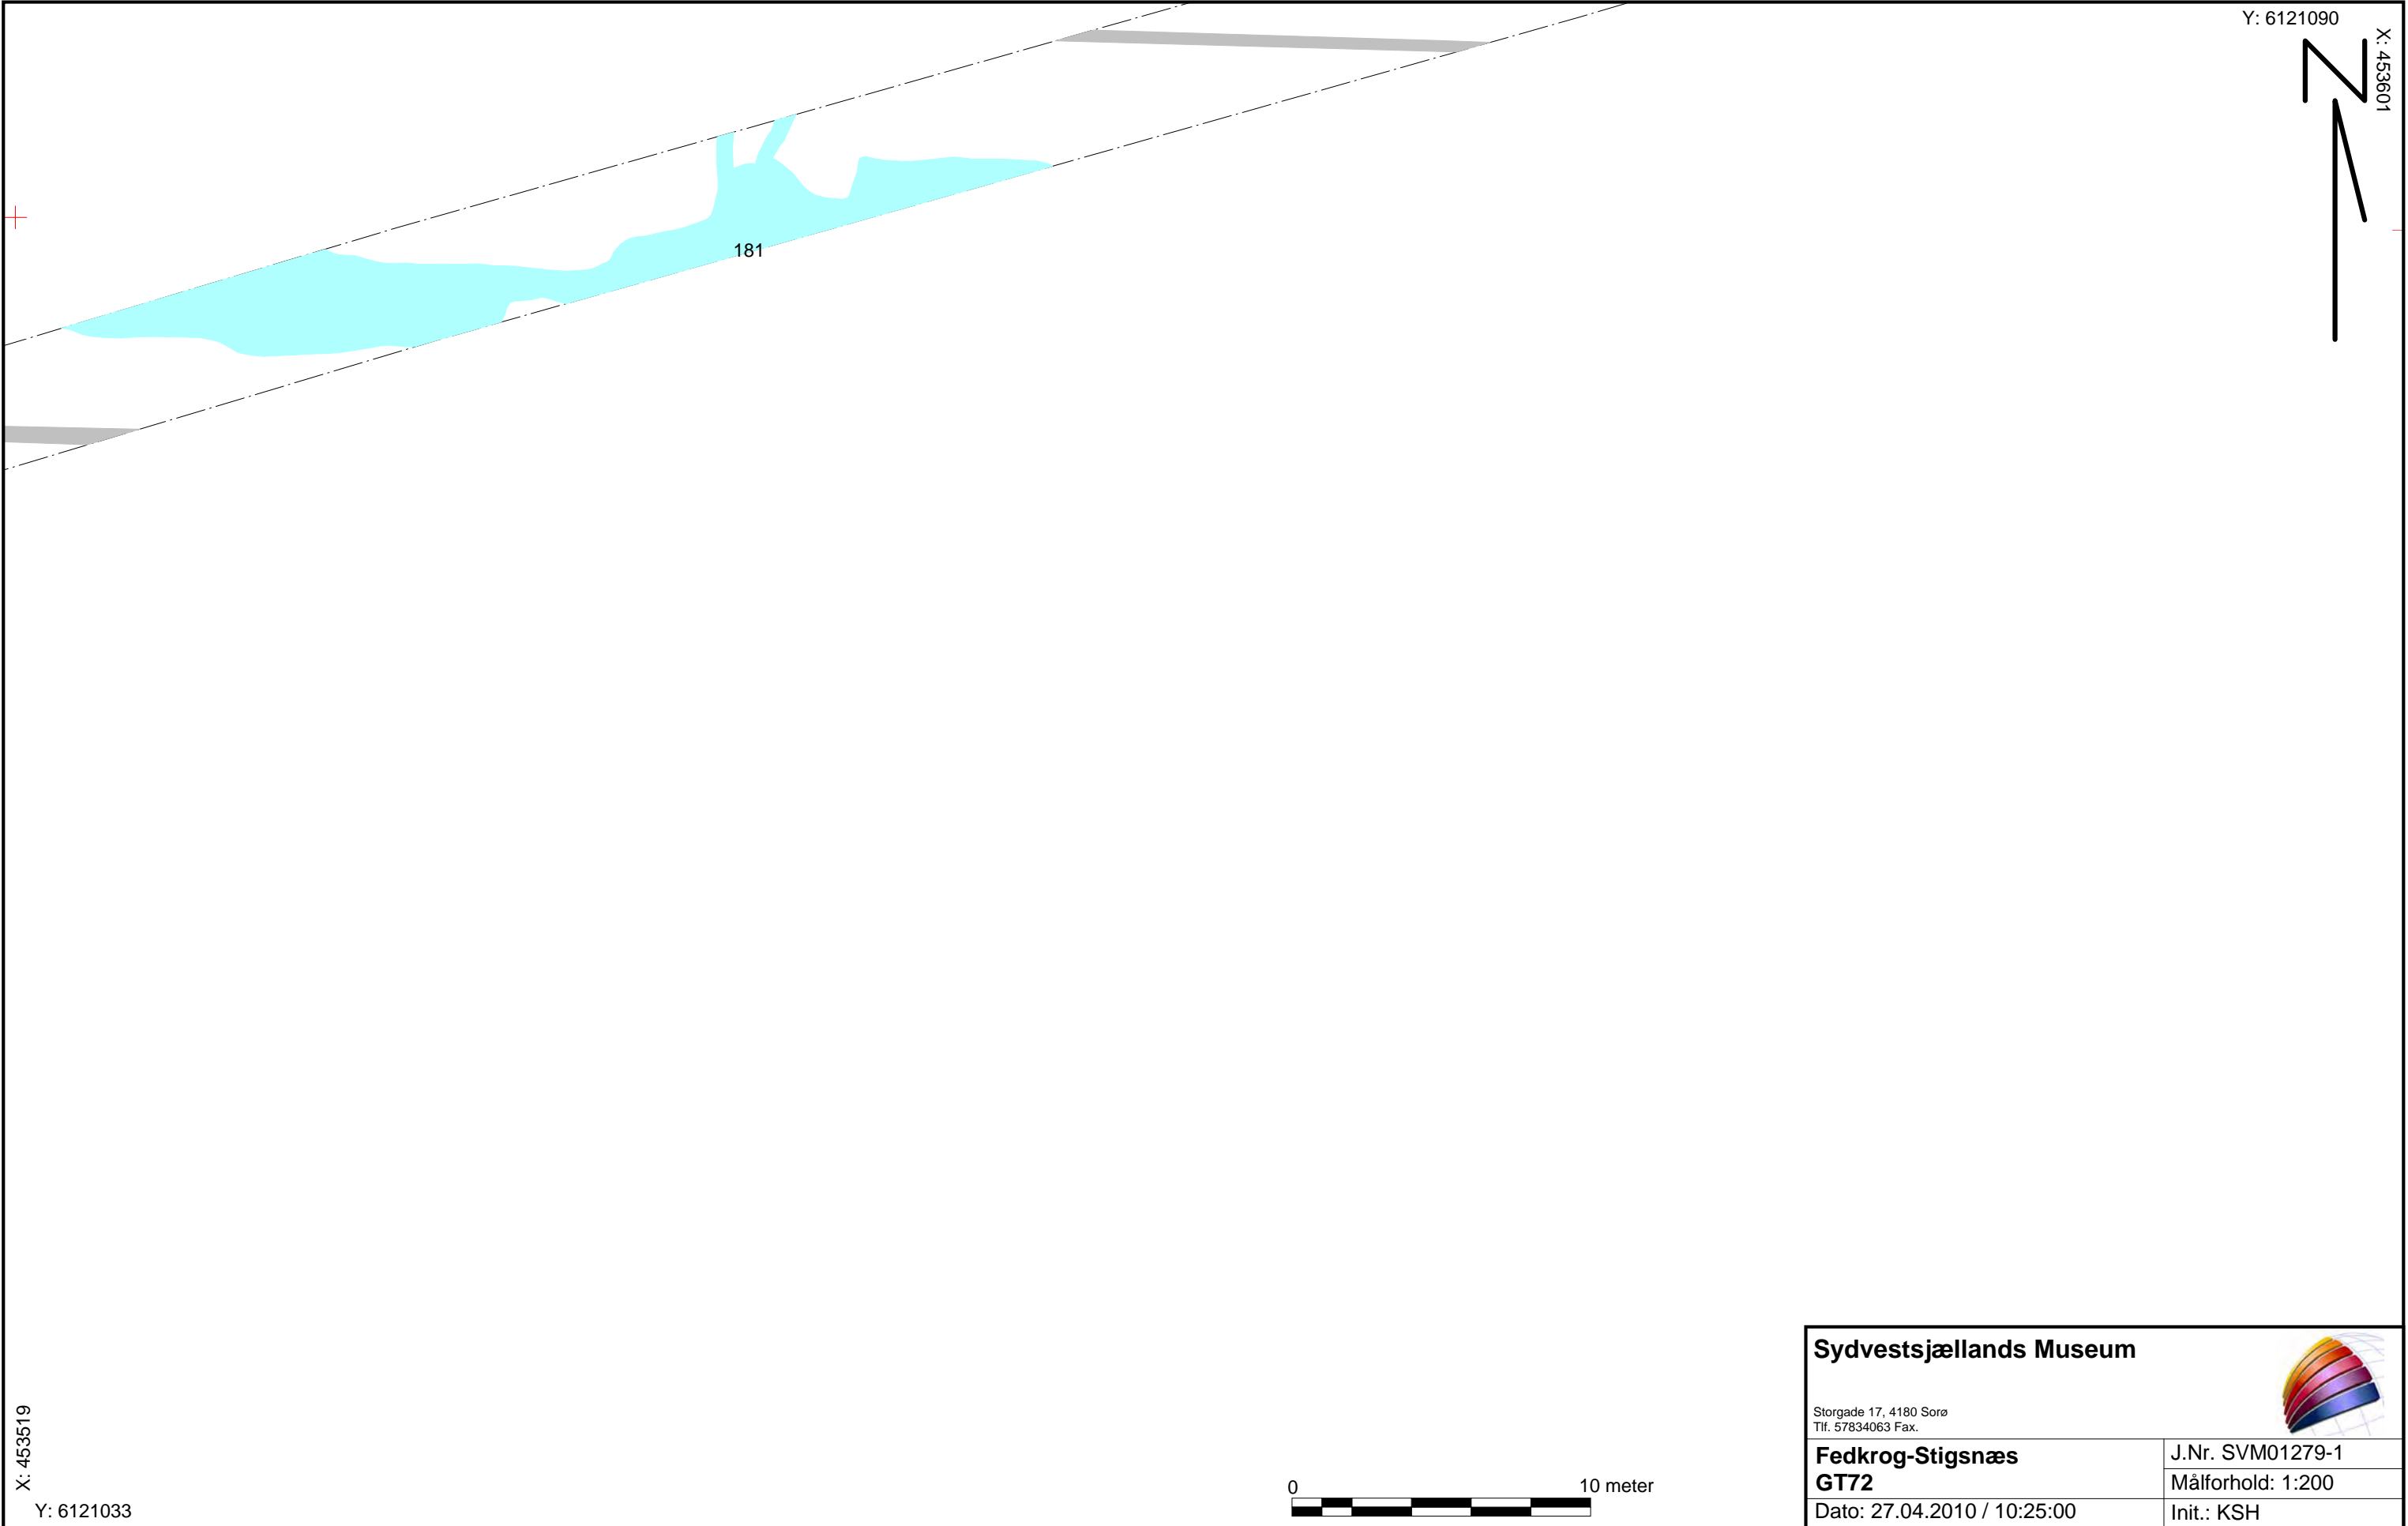 Y: 6121090
X: 453601
181
X: 453519
Y: 6121033
0 10 meter
Sydvestsjællands Museum
Storgade 17, 4180 Sorø
Tlf. 57834063 Fax.
Fedkrog-Stigsnæs
GT72
J.Nr. SVM01279-1
Målforhold: 1:200
Dato: 27.04.2010 / 10:25:00
Init.: KSH